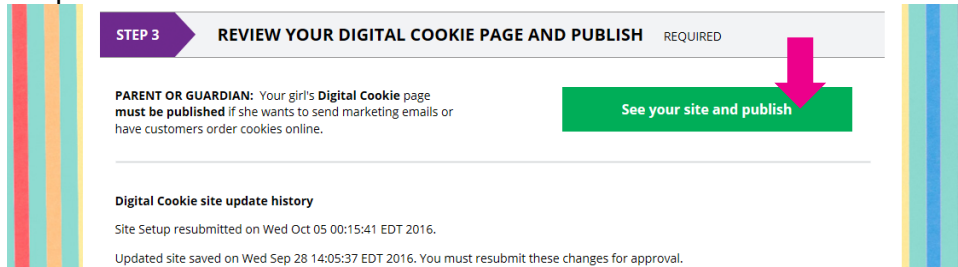 STEP 3 REVIEW YOUR DIGITAL COOKIE PAGE AND PUBLISH REQUIRED
PARENT OR GUARDIAN: Your girl's Digital Cookie page
must be published if she wants to send marketing emails or
have customers order cookies online.
See your site and publish
Digital Cookie site update history
Site Setup resubmitted on Wed Oct 05 00:15:41 EDT 2016.
Updated site saved on Wed Sep 28 14:05:37 EDT 2016. You must resubmit these changes for approval.